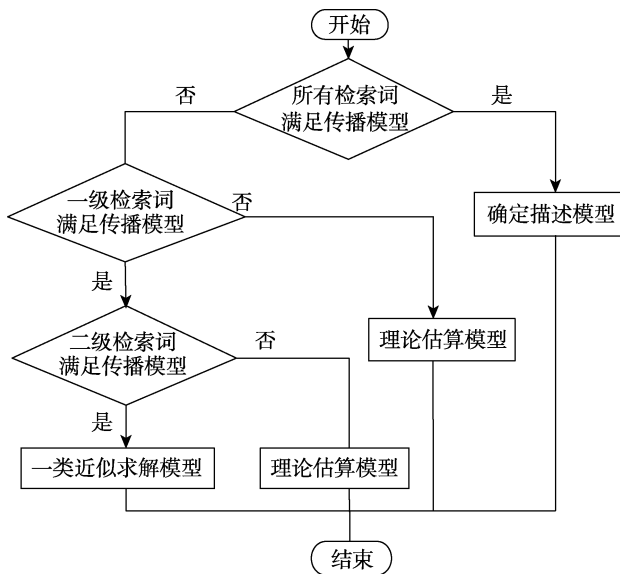 开始
所有检索词
满足传播模型
否
是
一级检索词
满足传播模型
否
确定描述模型
是
二级检索词
满足传播模型
否
理论估算模型
是
一类近似求解模型
理论估算模型
结束